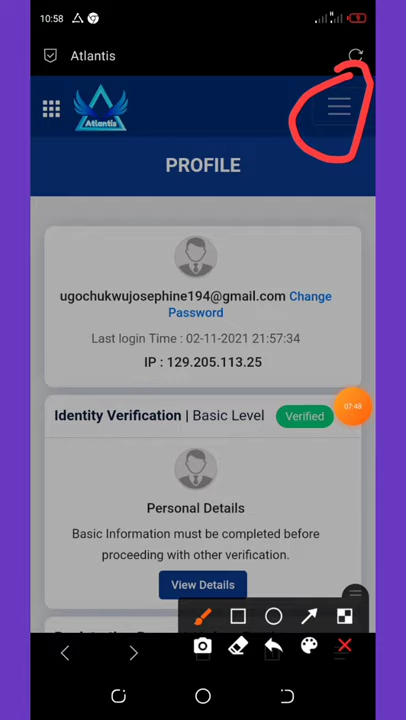 10:58
Atlantis
Atlantis
PROFILE
ugochukwujosephine194@gmail.com Change
Password
Last login Time : 02-11-2021 21:57:34
IP : 129.205.113.25
Identity Verification | Basic Level Verified
07:48
Personal Details
Basic Information must be completed before
proceeding with other verification.
View Details